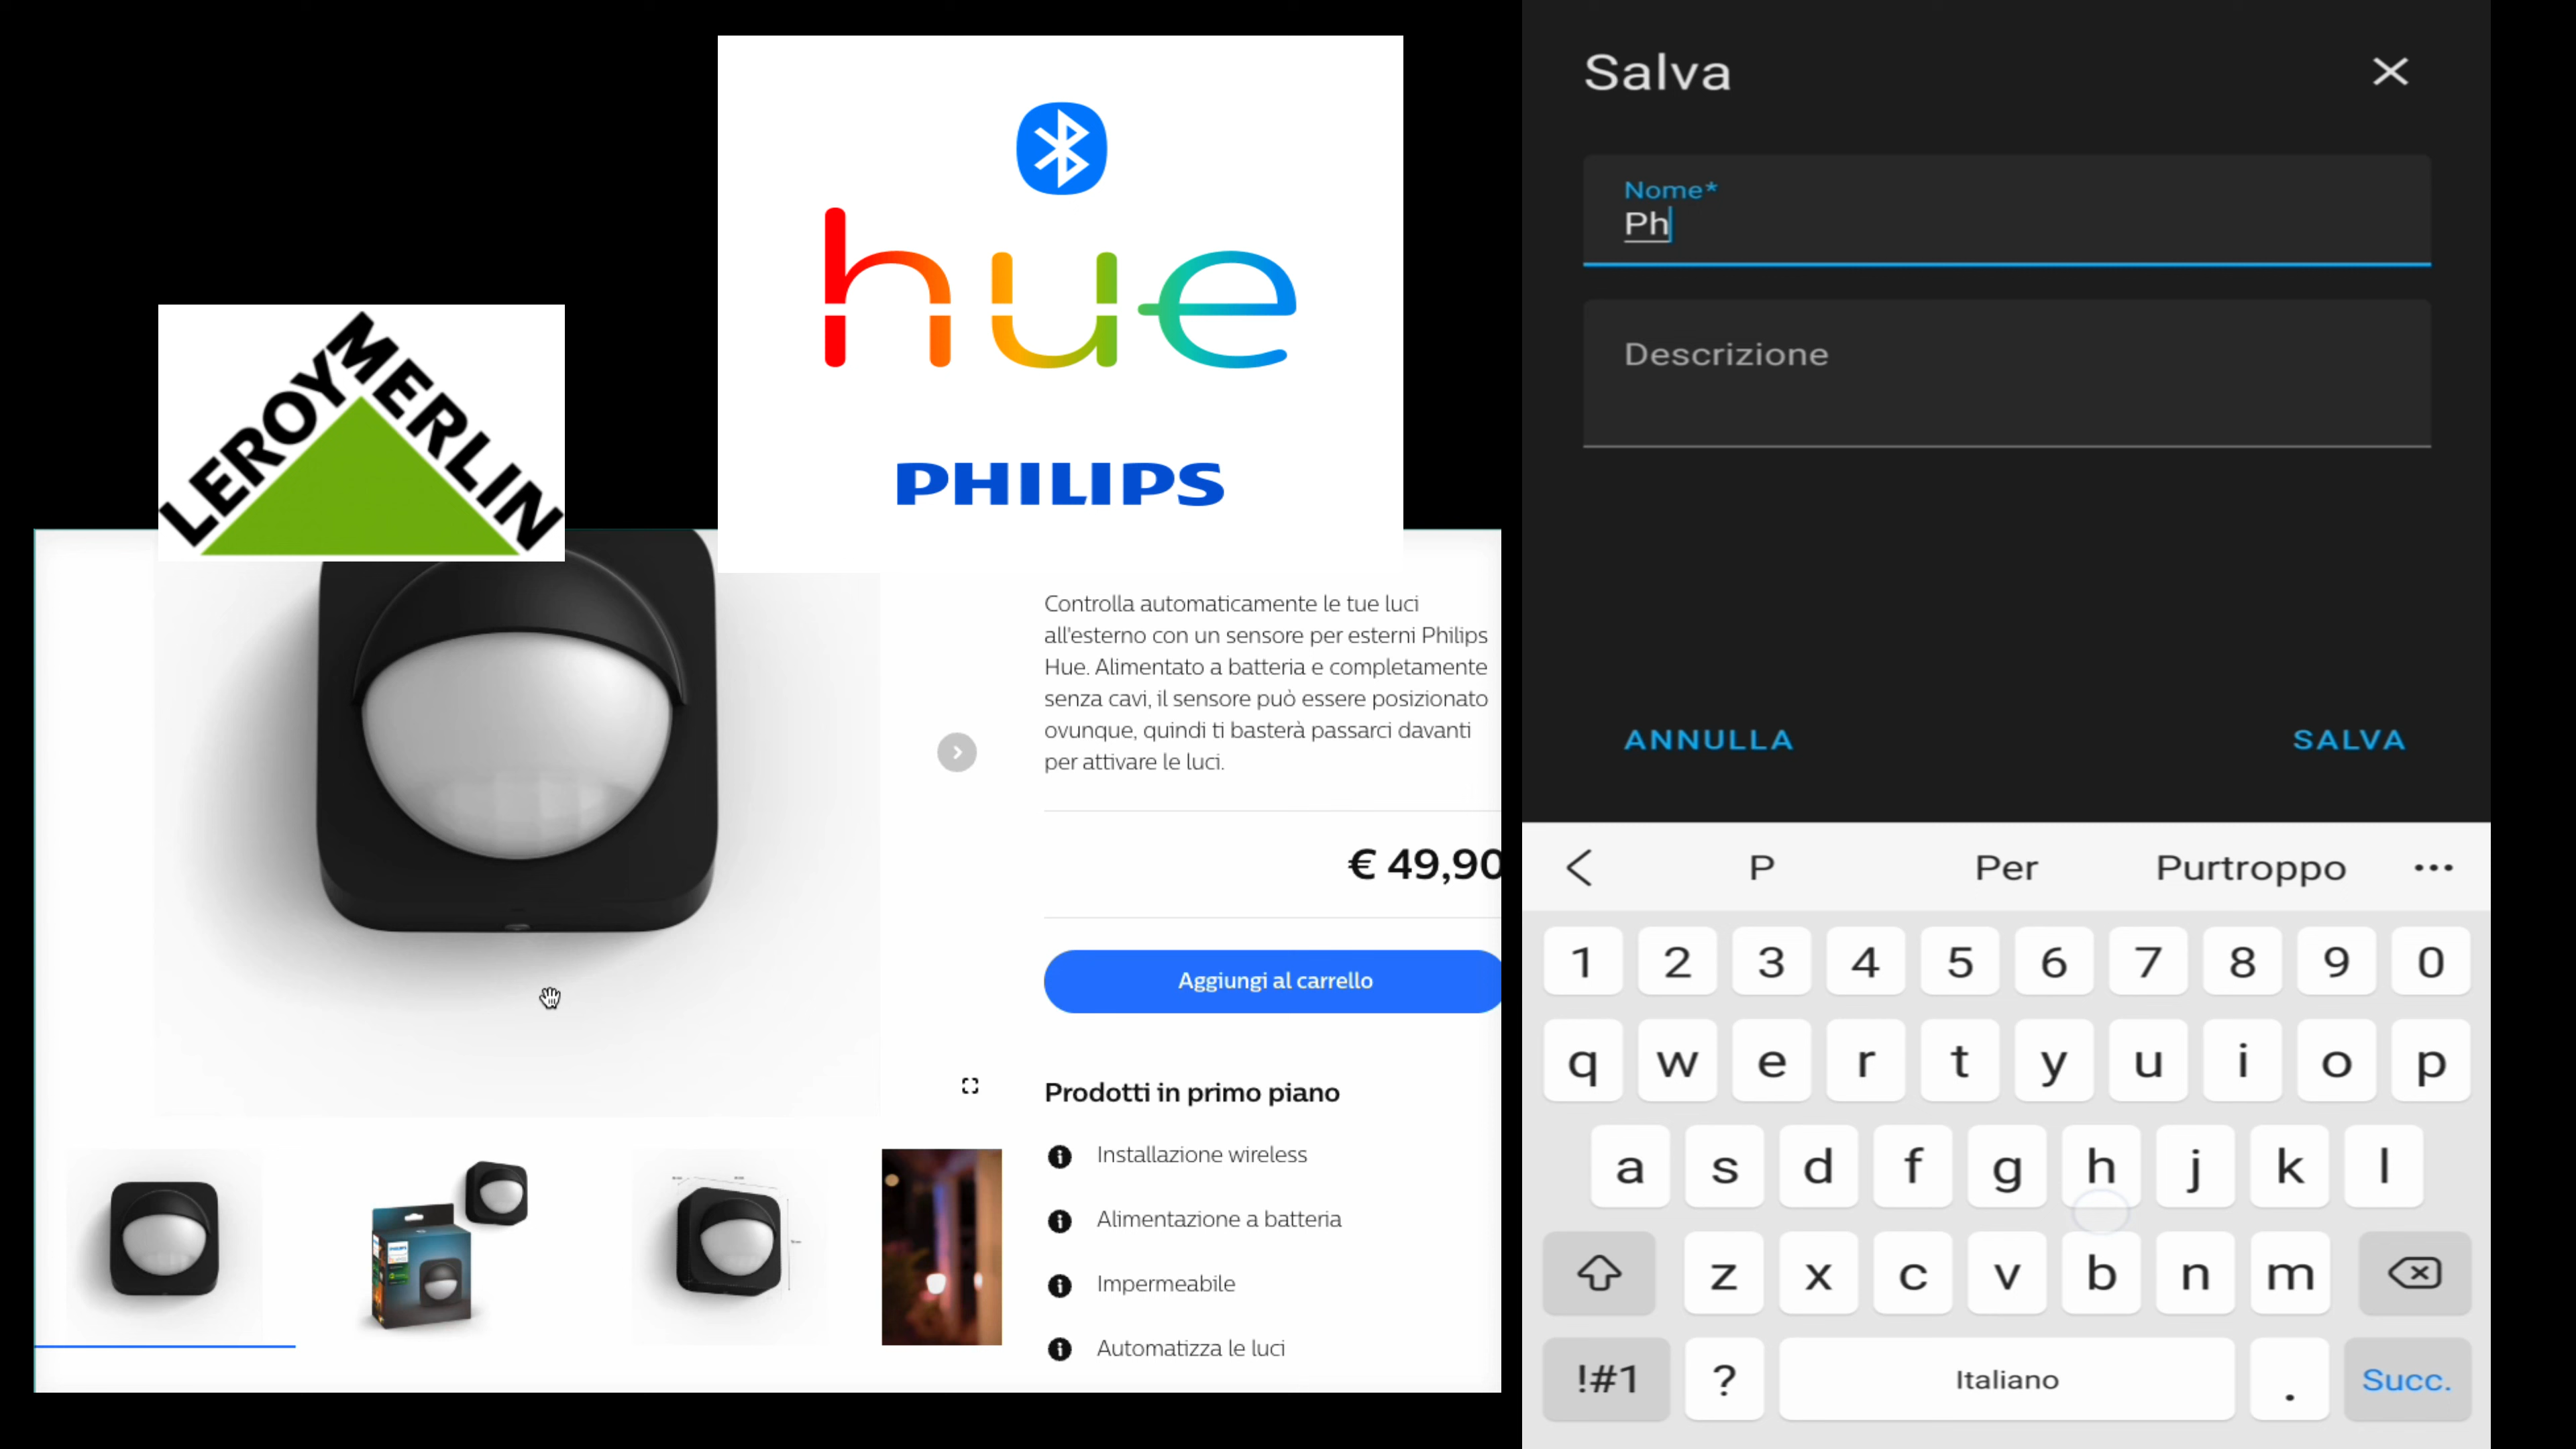 LEROY MERLIN
hue
PHILIPS
Controlla automaticamente le tue luci
all'esterno con un sensore per esterni Philips
Hue. Alimentato a batteria e completamente
senza cavi, il sensore può essere posizionato
ovunque, quindi ti basterà passarci davanti
per attivare le luci.
€ 49,90
Aggiungi al carrello
Prodotti in primo piano
Installazione wireless
Alimentazione a batteria
Impermeabile
Automatizza le luci
Salva
Nome*
Ph
Descrizione
ANNULLA SALVA
P Per Purtroppo
1 2 3 4 5 6 7 8 9 0
q w e r t y u i o p
a s d f g h j k l
z x c v b n m
!#1 ? Italiano . Succ.